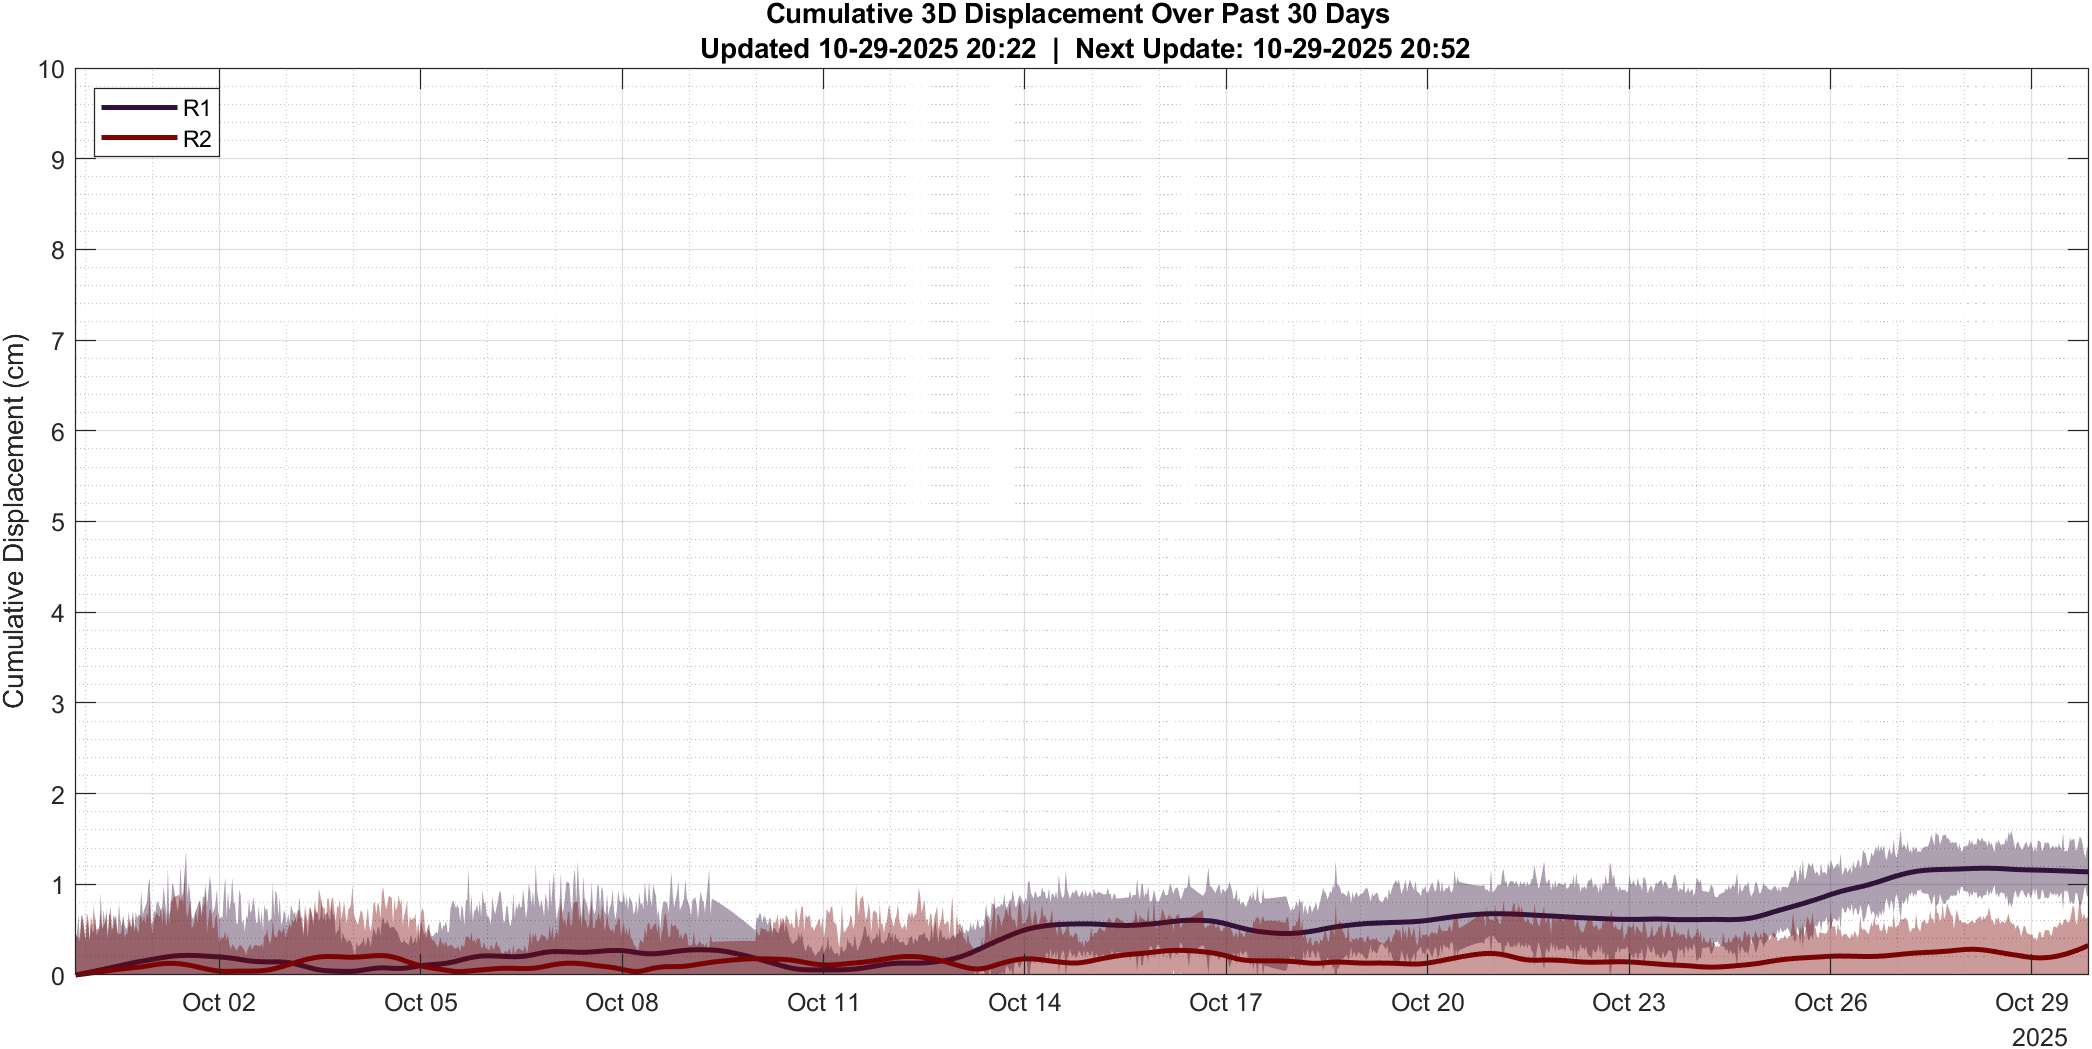 Cumulative 3D Displacement Over Past 30 Days
Updated 10-29-2025 20:22 | Next Update: 10-29-2025 20:52
R1
R2
Cumulative Displacement (cm)
10
9
8
7
6
5
4
3
2
1
0
Oct 02 Oct 05 Oct 08 Oct 11 Oct 14 Oct 17 Oct 20 Oct 23 Oct 26 Oct 29
2025